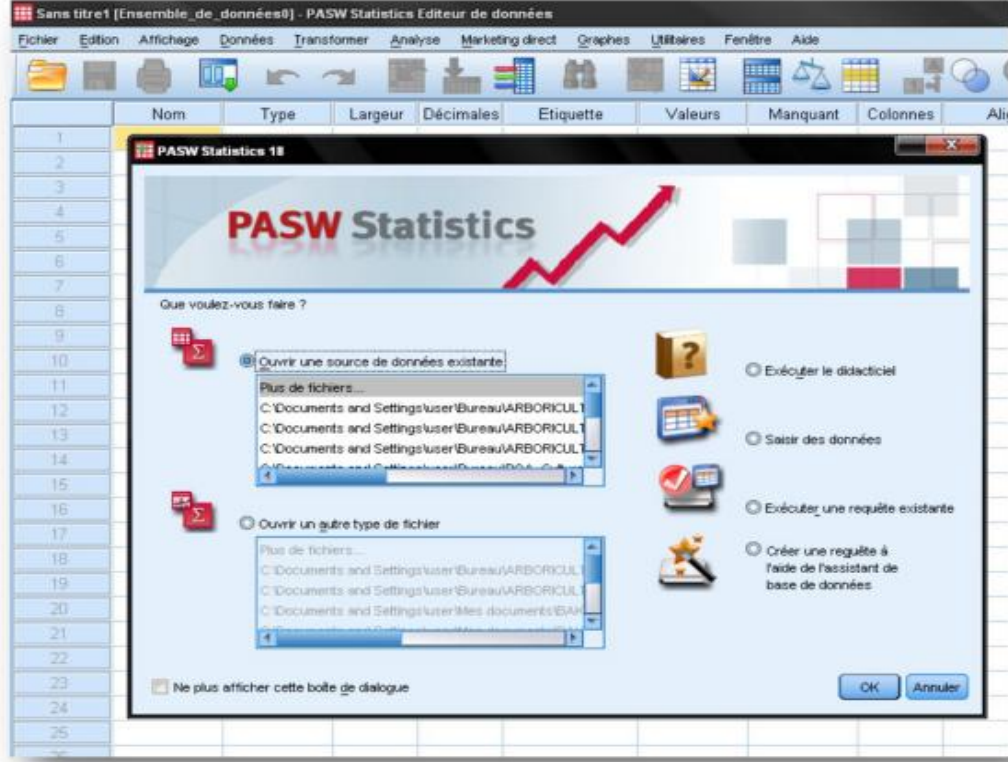 Sans titre1 [Ensemble_de_données0] - PASW Statistics Editeur de données
Fichier Edition Affichage Données Transformer Analyse Marketing direct Graphes Utilitaires Fenêtre Aide
Nom Type Largeur Décimales Etiquette Valeurs Manquant Colonnes Ali
1
2
3
4
5
6
7
8
9
10
11
12
13
14
15
16
17
18
19
20
21
22
23
24
25
PASW Statistics 18
PASW Statistics
Que voulez-vous faire ?
Ouvrir une source de données existante
Plus de fichiers...
C:\Documents and Settings\user\Bureau\ARBORICULT
C:\Documents and Settings\user\Bureau\ARBORICULT
C:\Documents and Settings\user\Bureau\ARBORICULT
Ouvrir un autre type de fichier
Plus de fichiers...
C:\Documents and Settings\user\Bureau\ARBORICULT
C:\Documents and Settings\user\Bureau\ARBORICULT
C:\Documents and Settings\user\Mes documents\BAK
Exécuter le didacticiel
Saisir des données
Exécuter une requête existante
Créer une requête à
l'aide de l'assistant de
base de données
Ne plus afficher cette boîte de dialogue
OK Annuler